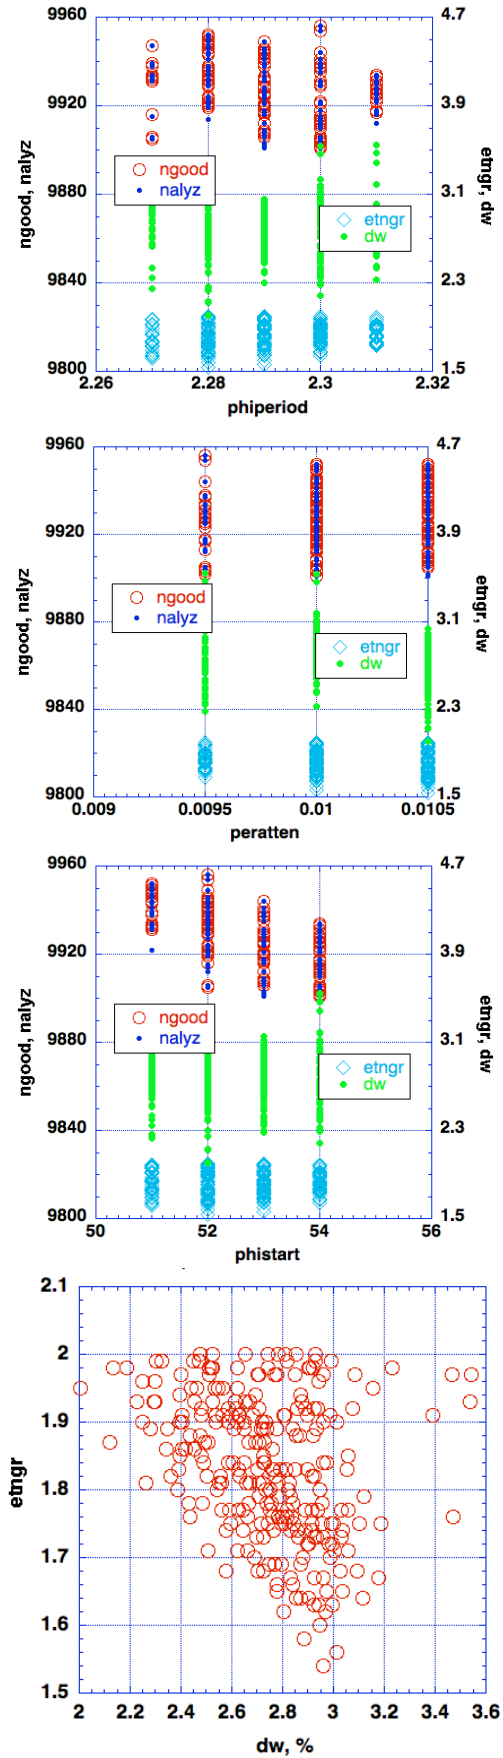 9960 4.7
9920 3.9
9880 3.1
9840 2.3
9800 1.5
ngood, nalyz
etngr, dw
ngood
nalyz
etngr
dw
2.26 2.28 2.3 2.32
phiperiod
9960 4.7
9920 3.9
9880 3.1
9840 2.3
9800 1.5
ngood, nalyz
etngr, dw
ngood
nalyz
etngr
dw
0.009 0.0095 0.01 0.0105
peratten
9960 4.7
9920 3.9
9880 3.1
9840 2.3
9800 1.5
ngood, nalyz
etngr, dw
ngood
nalyz
etngr
dw
50 52 54 56
phistart
2.1
2
1.9
1.8
1.7
1.6
1.5
etngr
2 2.2 2.4 2.6 2.8 3 3.2 3.4 3.6
dw, %